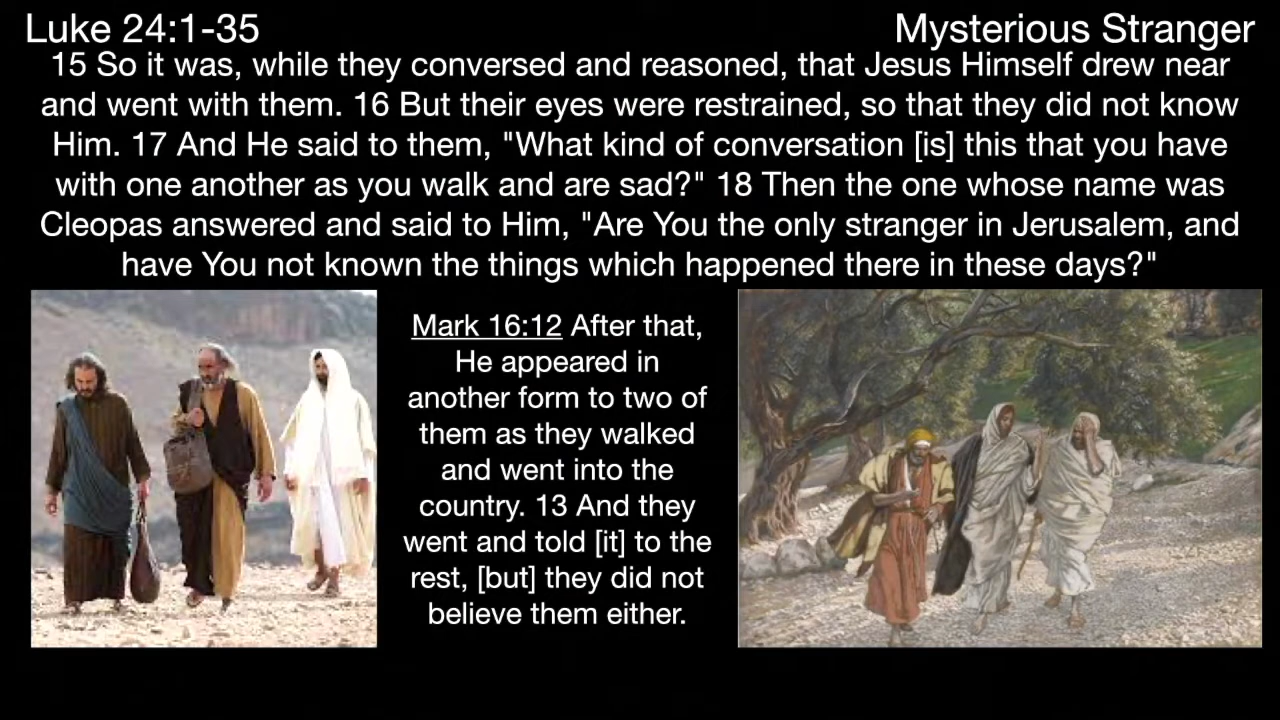 Luke 24:1-35
Mysterious Stranger
15 So it was, while they conversed and reasoned, that Jesus Himself drew near
and went with them. 16 But their eyes were restrained, so that they did not know
Him. 17 And He said to them, "What kind of conversation [is] this that you have
with one another as you walk and are sad?" 18 Then the one whose name was
Cleopas answered and said to Him, "Are You the only stranger in Jerusalem, and
have You not known the things which happened there in these days?"
Mark 16:12 After that,
He appeared in
another form to two of
them as they walked
and went into the
country. 13 And they
went and told [it] to the
rest, [but] they did not
believe them either.